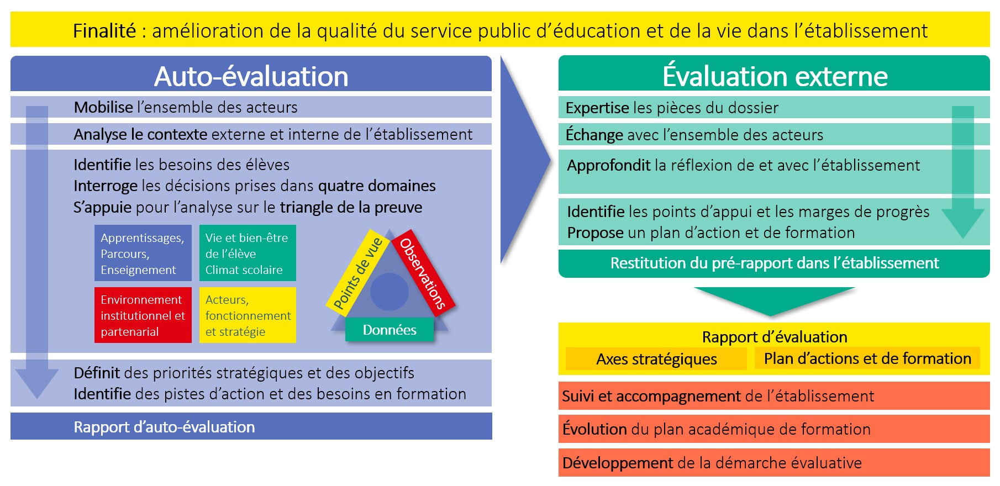 Finalité : amélioration de la qualité du service public d’éducation et de la vie dans l’établissement
Auto-évaluation
Mobilise l’ensemble des acteurs
Analyse le contexte externe et interne de l’établissement
Identifie les besoins des élèves
Interroge les décisions prises dans quatre domaines
S’appuie pour l’analyse sur le triangle de la preuve
Apprentissages,
Parcours,
Enseignement
Vie et bien-être
de l’élève
Climat scolaire
Environnement
institutionnel et
partenarial
Acteurs,
fonctionnement
et stratégie
Points de vue
Observations
Données
Définit des priorités stratégiques et des objectifs
Identifie des pistes d’action et des besoins en formation
Rapport d’auto-évaluation
Évaluation externe
Expertise les pièces du dossier
Échange avec l’ensemble des acteurs
Approfondit la réflexion de et avec l’établissement
Identifie les points d’appui et les marges de progrès
Propose un plan d’action et de formation
Restitution du pré-rapport dans l’établissement
Rapport d’évaluation
Axes stratégiques
Plan d’actions et de formation
Suivi et accompagnement de l’établissement
Évolution du plan académique de formation
Développement de la démarche évaluative